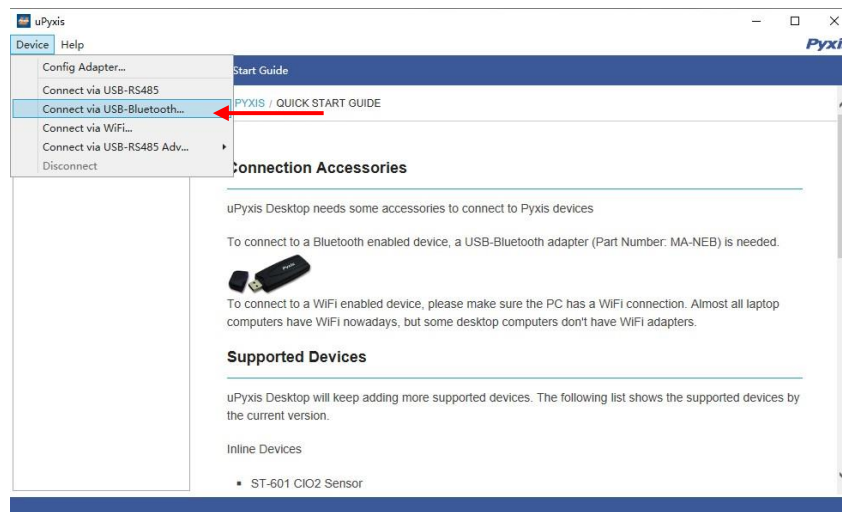 uPyxis
Device Help
Pyxi
Config Adapter...
Connect via USB-RS485
Connect via USB-Bluetooth...
Connect via WiFi...
Connect via USB-RS485 Adv...
Disconnect
Start Guide
PYXIS / QUICK START GUIDE
Connection Accessories
uPyxis Desktop needs some accessories to connect to Pyxis devices
To connect to a Bluetooth enabled device, a USB-Bluetooth adapter (Part Number: MA-NEB) is needed.
Pyxis
To connect to a WiFi enabled device, please make sure the PC has a WiFi connection. Almost all laptop
computers have WiFi nowadays, but some desktop computers don't have WiFi adapters.
Supported Devices
uPyxis Desktop will keep adding more supported devices. The following list shows the supported devices by
the current version.
Inline Devices
▪ ST-601 ClO2 Sensor